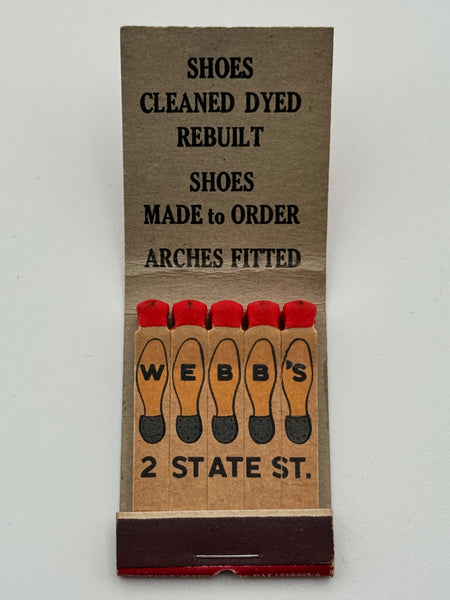 SHOES
CLEANED DYED
REBUILT
SHOES
MADE to ORDER
ARCHES FITTED
WEBB'S
2 STATE ST.